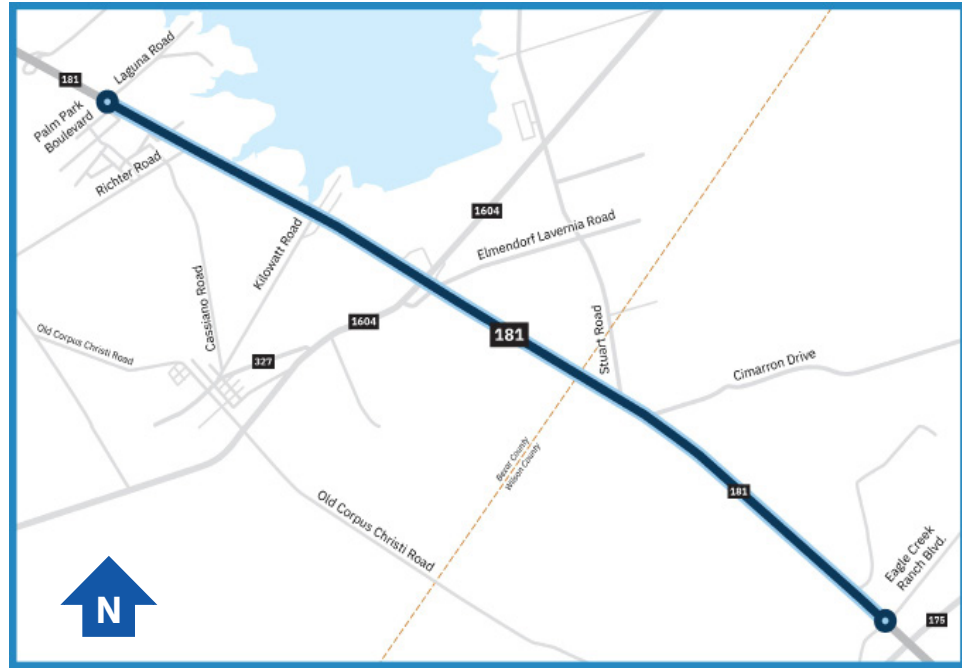 Laguna Road
181
Palm Park
Boulevard
Richter Road
1604
Elmendorf Lavernia Road
Kilowatt Road
Cassiano Road
1604
181
Old Corpus Christi Road
327
Stuart Road
Cimarron Drive
Bexar County
Wilson County
181
Old Corpus Christi Road
Eagle Creek
Ranch Blvd.
N
175